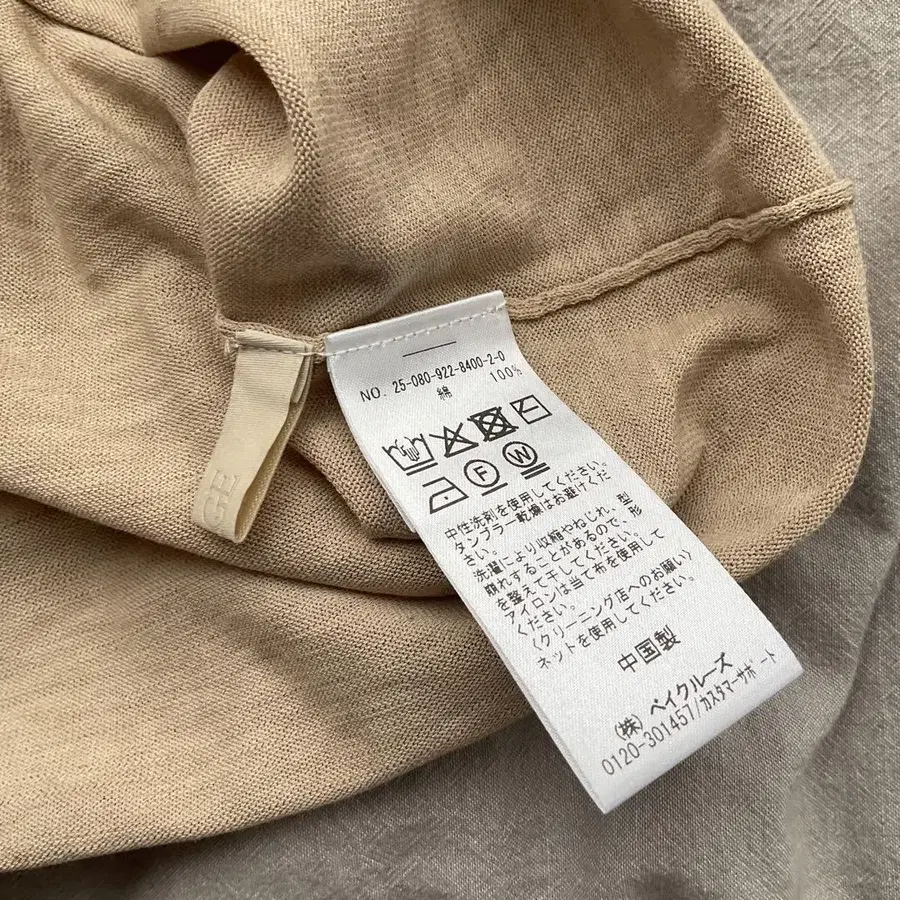 NO. 25-080-922-8400-2-0
綿 100%
F W
中性洗剤を使用してください。
タンブラー乾燥はお避けくだ
さい。
洗濯により収縮やねじれ、型
崩れすることがあるので、形
を整えて干してください。
アイロンは当て布を使用して
ください。
〈クリーニング店へのお願い〉
ネットを使用してください。
中国製
(株) ベイクルーズ
0120-301457/カスタマーサポート
GE